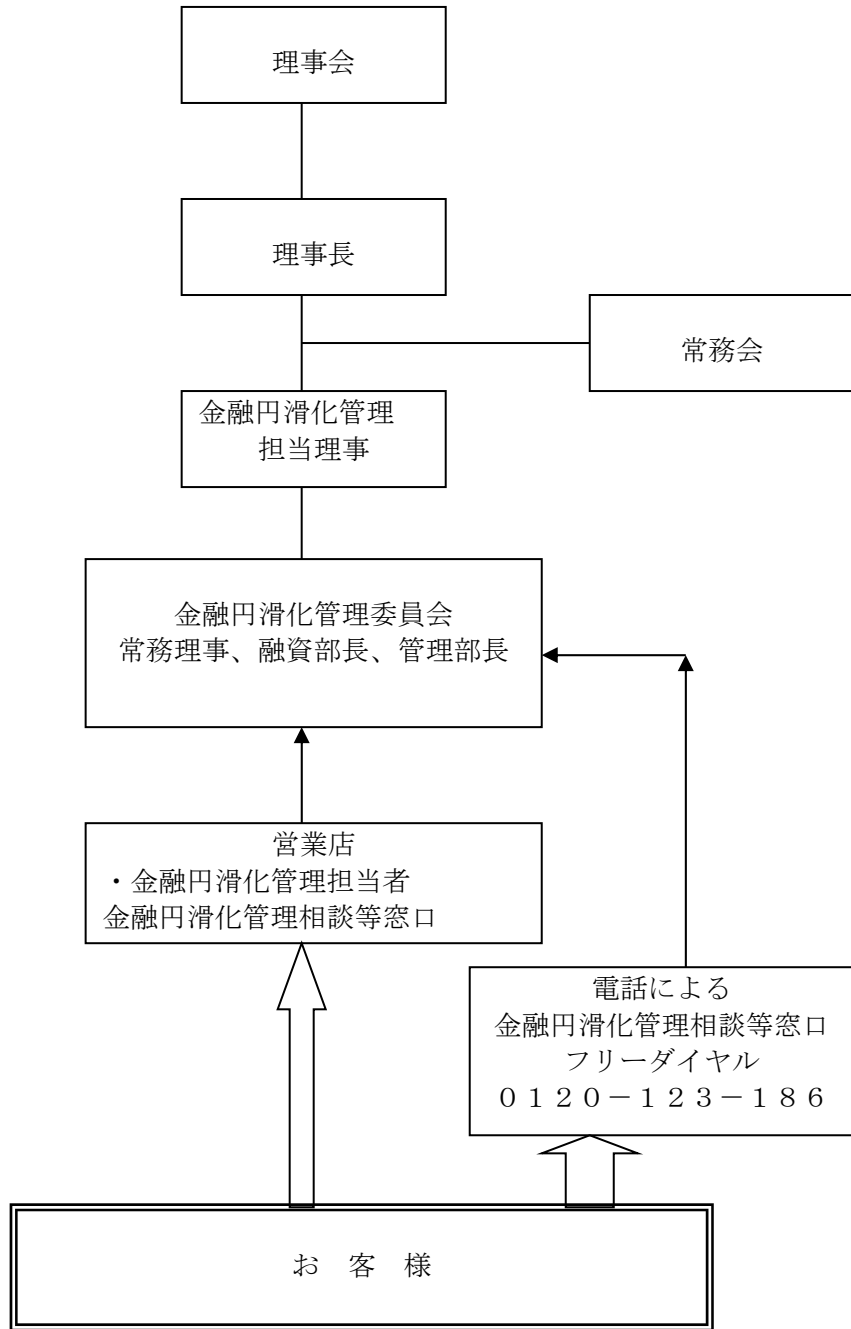 理事会
理事長
常務会
金融円滑化管理
担当理事
金融円滑化管理委員会
常務理事、融資部長、管理部長
営業店
・金融円滑化管理担当者
金融円滑化管理相談等窓口
電話による
金融円滑化管理相談等窓口
フリーダイヤル
０１２０－１２３－１８６
お　客　様